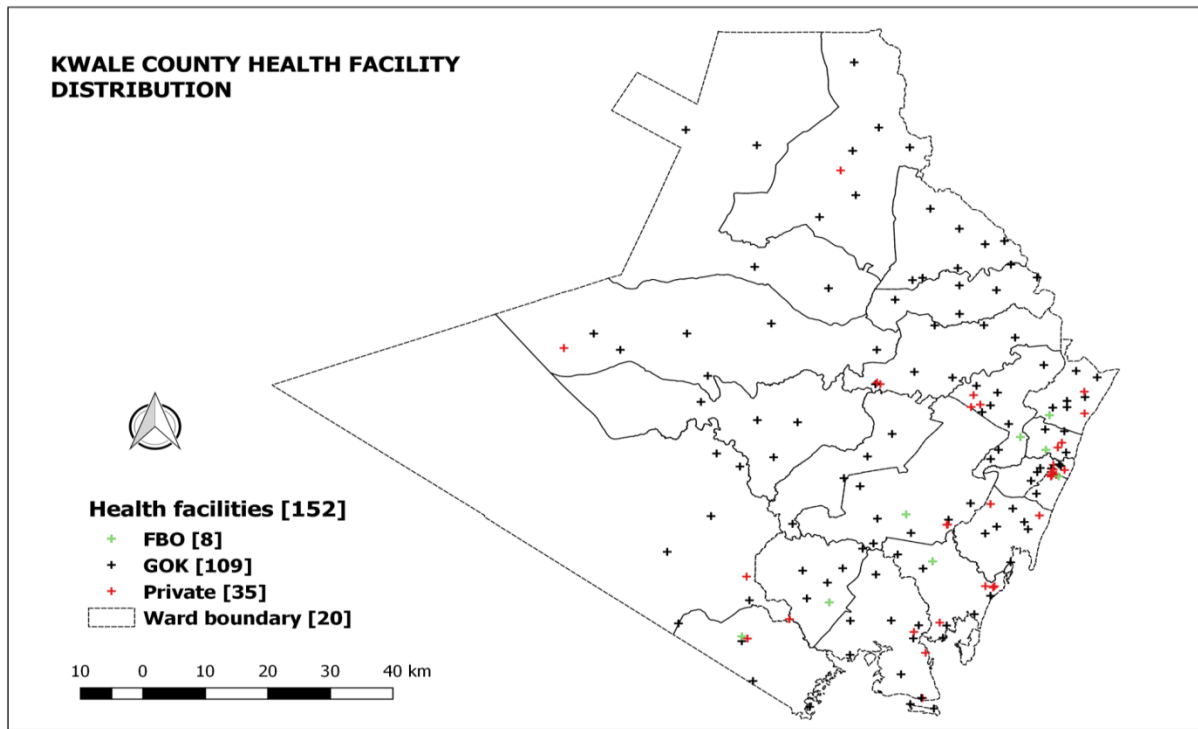 KWALE COUNTY HEALTH FACILITY
DISTRIBUTION
Health facilities [152]
FBO [8]
GOK [109]
Private [35]
Ward boundary [20]
10 0 10 20 30 40 km